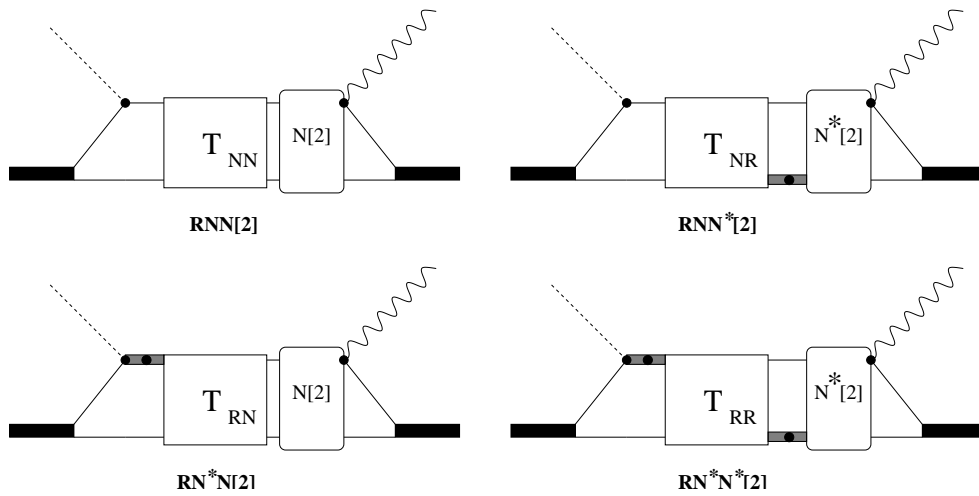 T NN
N[2]
RNN[2]
T NR
N*[2]
RNN*[2]
T RN
N[2]
RN*N[2]
T RR
N*[2]
RN*N*[2]